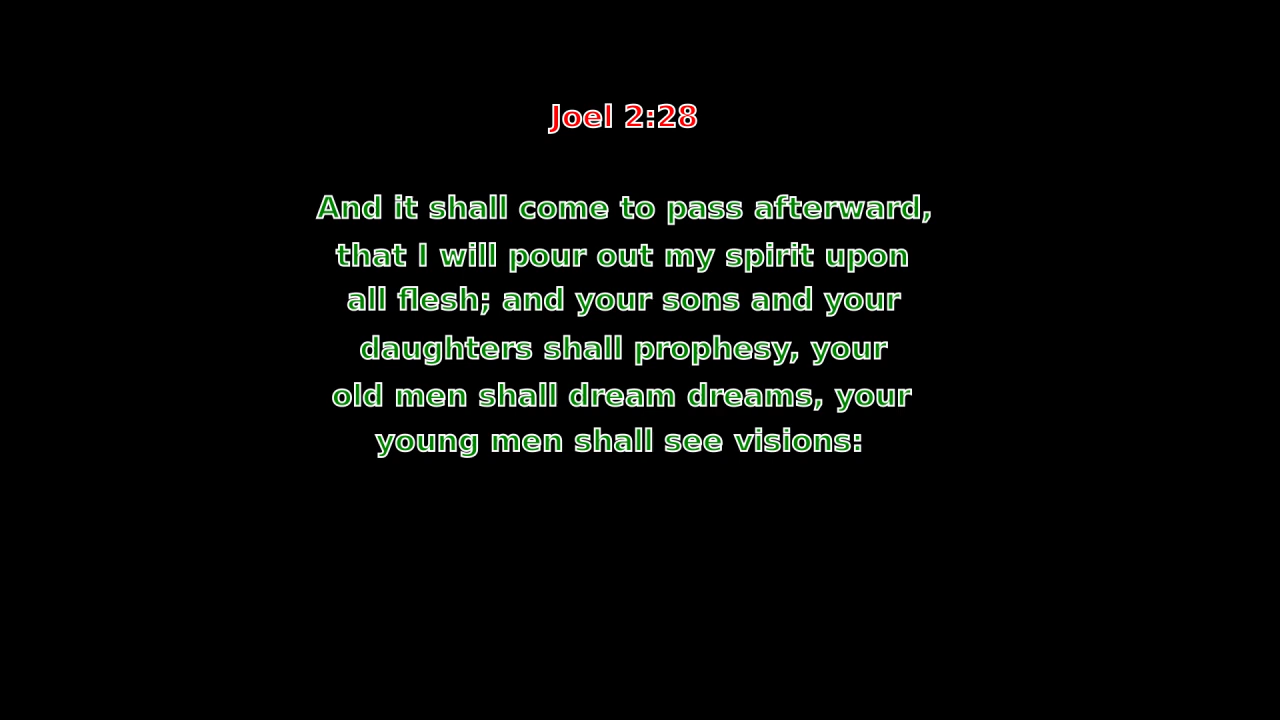 Joel 2:28
And it shall come to pass afterward,
that I will pour out my spirit upon
all flesh; and your sons and your
daughters shall prophesy, your
old men shall dream dreams, your
young men shall see visions: